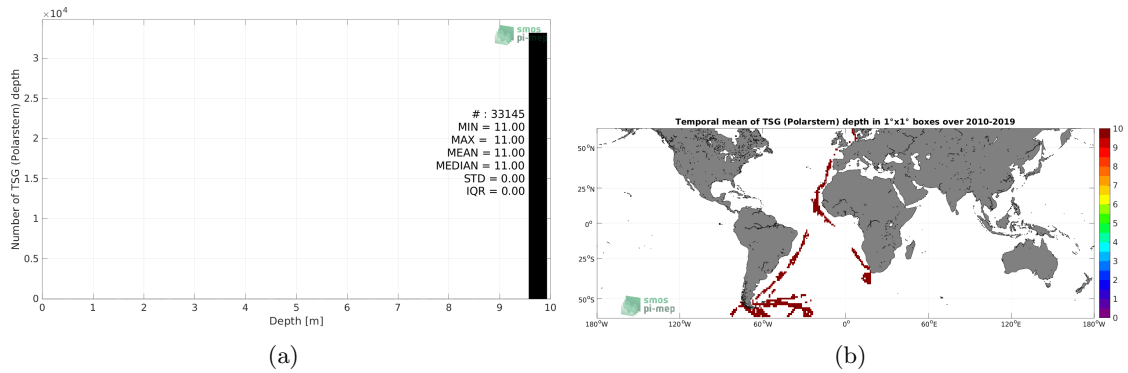 ×10⁴
3
2.5
2
1.5
1
0.5
0
Number of TSG (Polarstern) depth
0 1 2 3 4 5 6 7 8 9 10
Depth [m]
smos
pi-mep
# : 33145
MIN = 11.00
MAX = 11.00
MEAN = 11.00
MEDIAN = 11.00
STD = 0.00
IQR = 0.00
(a)
Temporal mean of TSG (Polarstern) depth in 1°x1° boxes over 2010-2019
50°N
25°N
0°
25°S
50°S
180°W 120°W 60°W 0° 60°E 120°E 180°E
smos
pi-mep
10
9
8
7
6
5
4
3
2
1
0
(b)